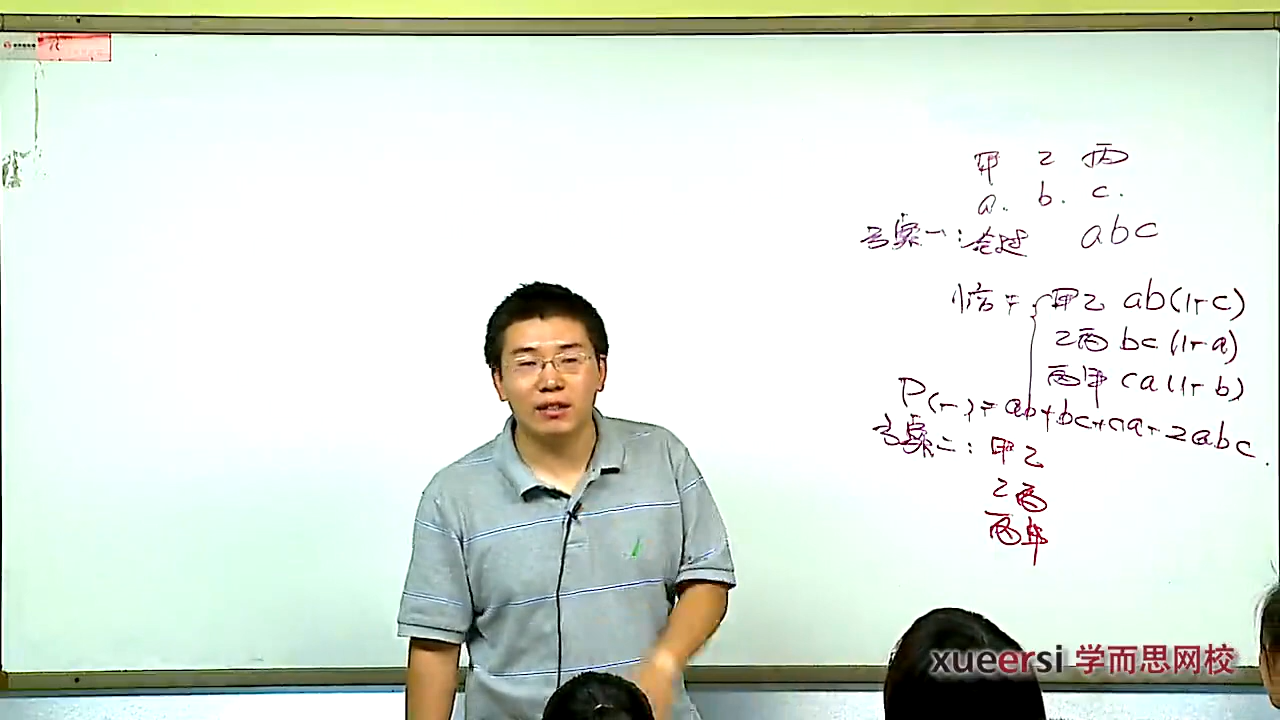 甲 乙 丙
a. b. c.
方案一:全过 abc
恰=甲乙 ab(1-c)
乙丙 bc(1-a)
丙甲 ca(1-b)
P(一)=ab+bc+ca-2abc.
方案二:甲乙
乙丙
丙甲
xueersi 学而思网校